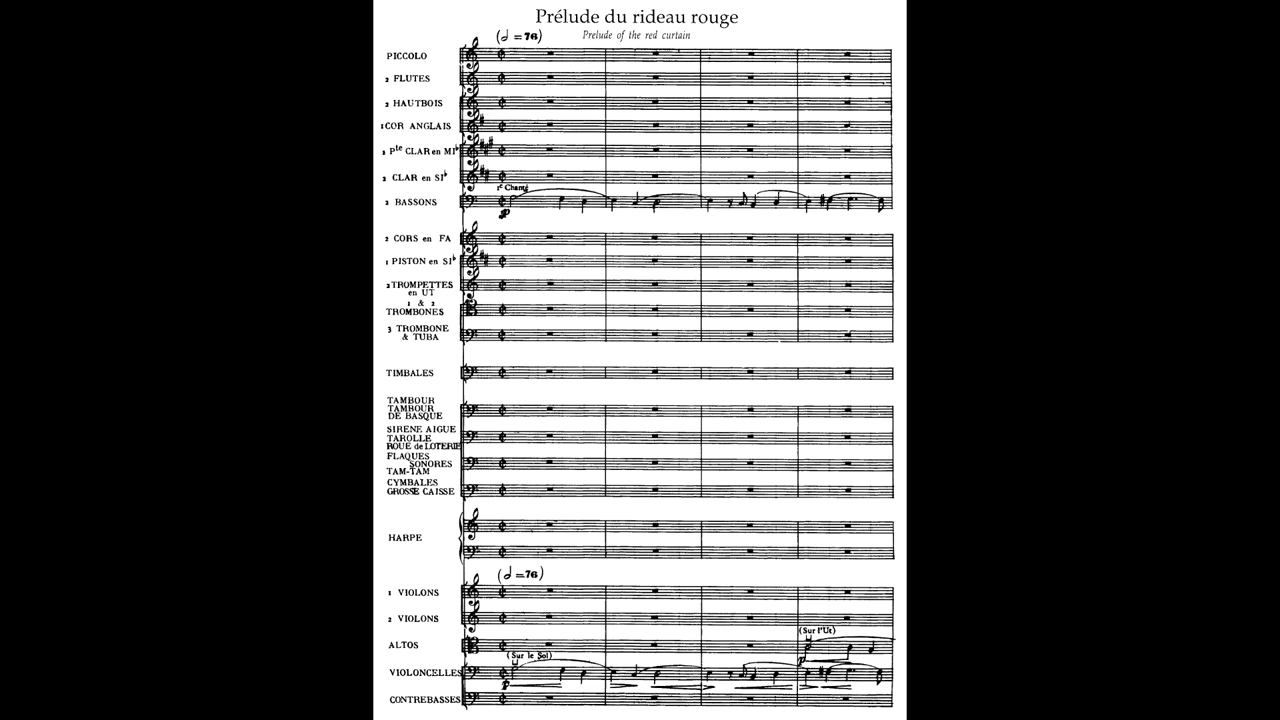 Prélude du rideau rouge
Prelude of the red curtain
(𝅗𝅥 = 76)
PICCOLO
2 FLUTES
2 HAUTBOIS
1 COR ANGLAIS
Pte CLAR en MI♭
2 CLAR en SI♭
1º Chanté
2 BASSONS
p
2 CORS en FA
1 PISTON en SI♭
2 TROMPETTES
en UT
1 & 2
TROMBONES
3 TROMBONE
& TUBA
TIMBALES
TAMBOUR
TAMBOUR
DE BASQUE
SIRÈNE AIGUE
TAROLLE
ROUE de LOTERIE
FLAQUES
SONORES
TAM-TAM
CYMBALES
GROSSE CAISSE
HARPE
(𝅗𝅥 = 76)
1 VIOLONS
2 VIOLONS
(Sur l'Ut)
ALTOS
p
(Sur le Sol)
VIOLONCELLES
p
CONTREBASSES